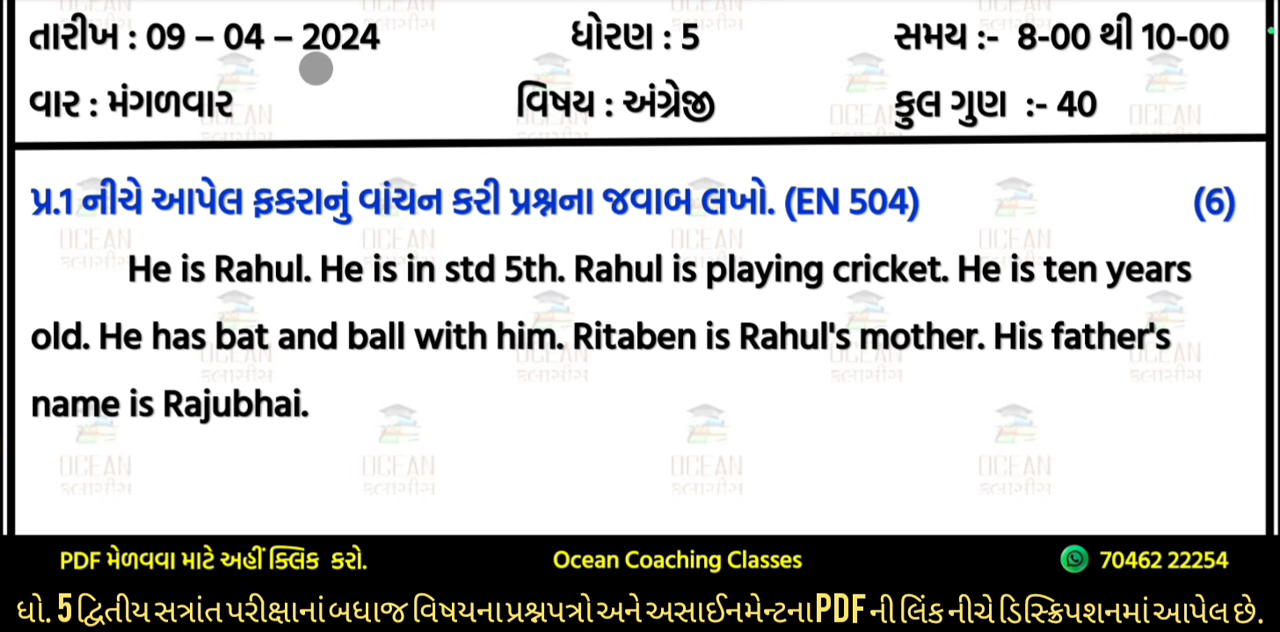 તારીખ : 09 – 04 – 2024 ધોરણ : 5 સમય :- 8-00 થી 10-00
વાર : મંગળવાર વિષય : અંગ્રેજી કુલ ગુણ :- 40
પ્ર.1 નીચે આપેલ ફકરાનું વાંચન કરી પ્રશ્નના જવાબ લખો. (EN 504) (6)
He is Rahul. He is in std 5th. Rahul is playing cricket. He is ten years
old. He has bat and ball with him. Ritaben is Rahul's mother. His father's
name is Rajubhai.
PDF મેળવવા માટે અહીં ક્લિક કરો. Ocean Coaching Classes 70462 22254
ધો. 5 દ્વિતીય સત્રાંત પરીક્ષાનાં બધાજ વિષયના પ્રશ્નપત્રો અને અસાઈનમેન્ટના PDF ની લિંક નીચે ડિસ્ક્રિપશનમાં આપેલ છે.